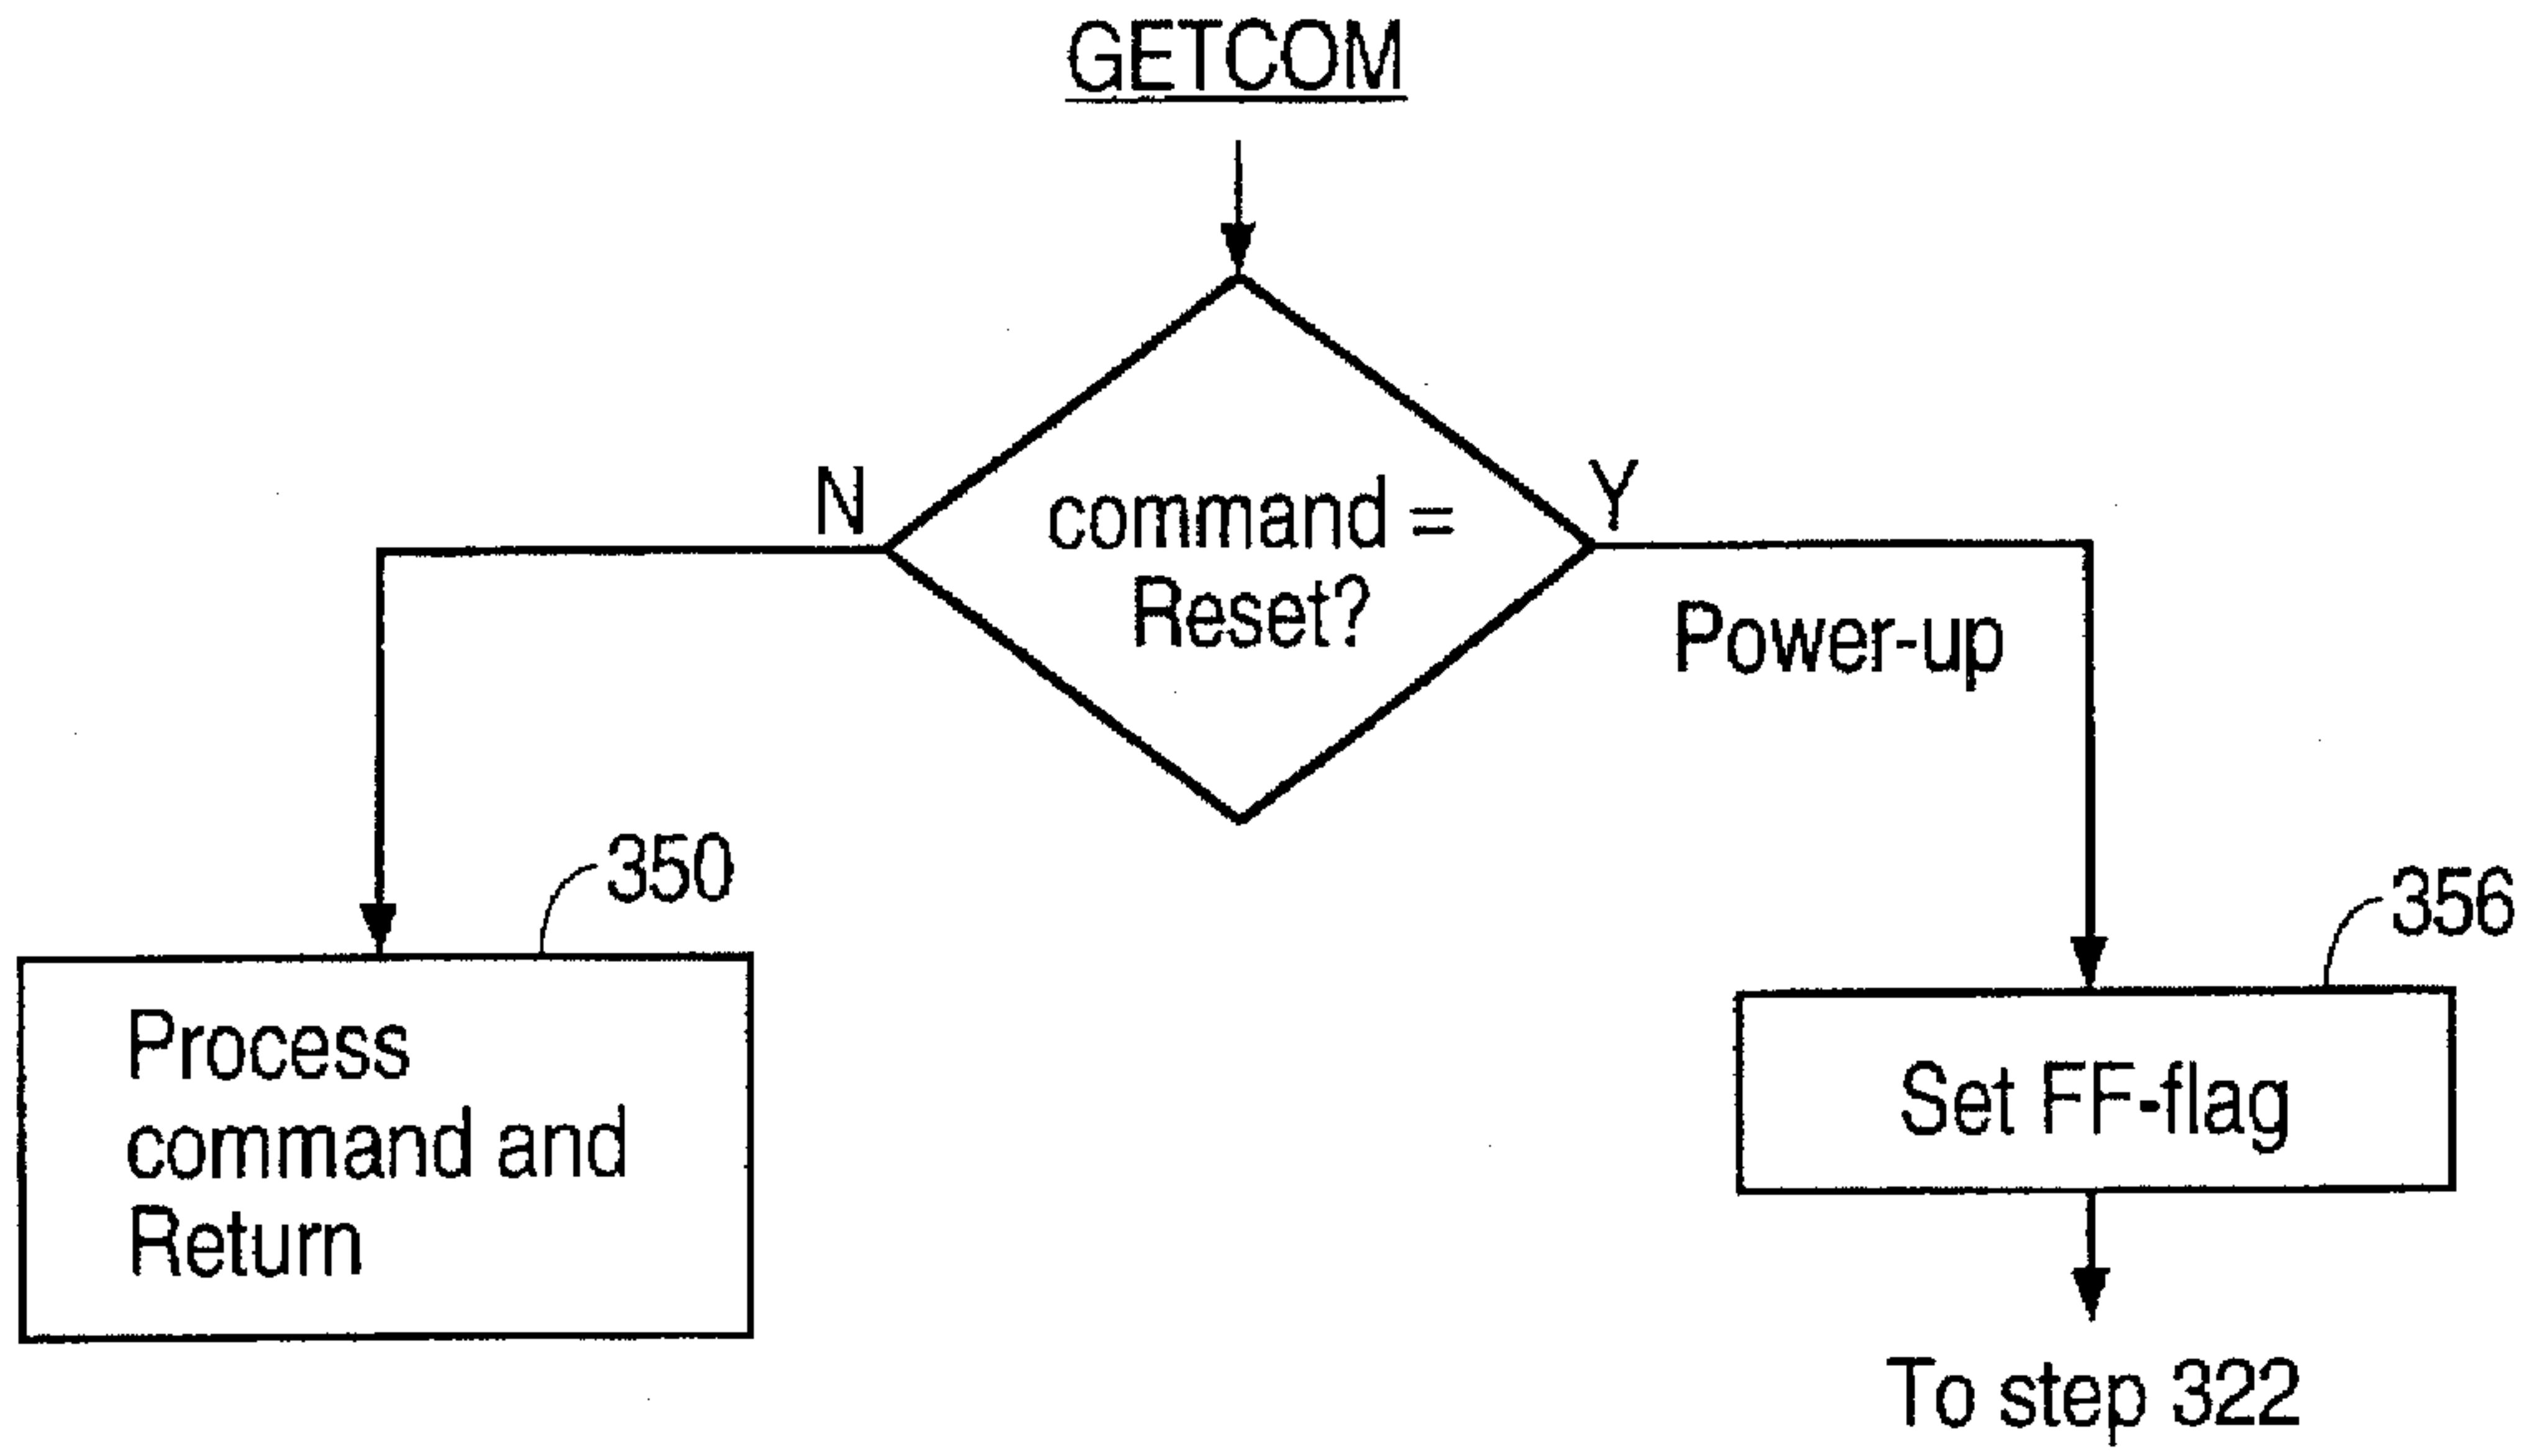 GETCOM
N
Y
command =
Reset?
Power-up
350
356
Process
command and
Return
Set FF-flag
To step 322